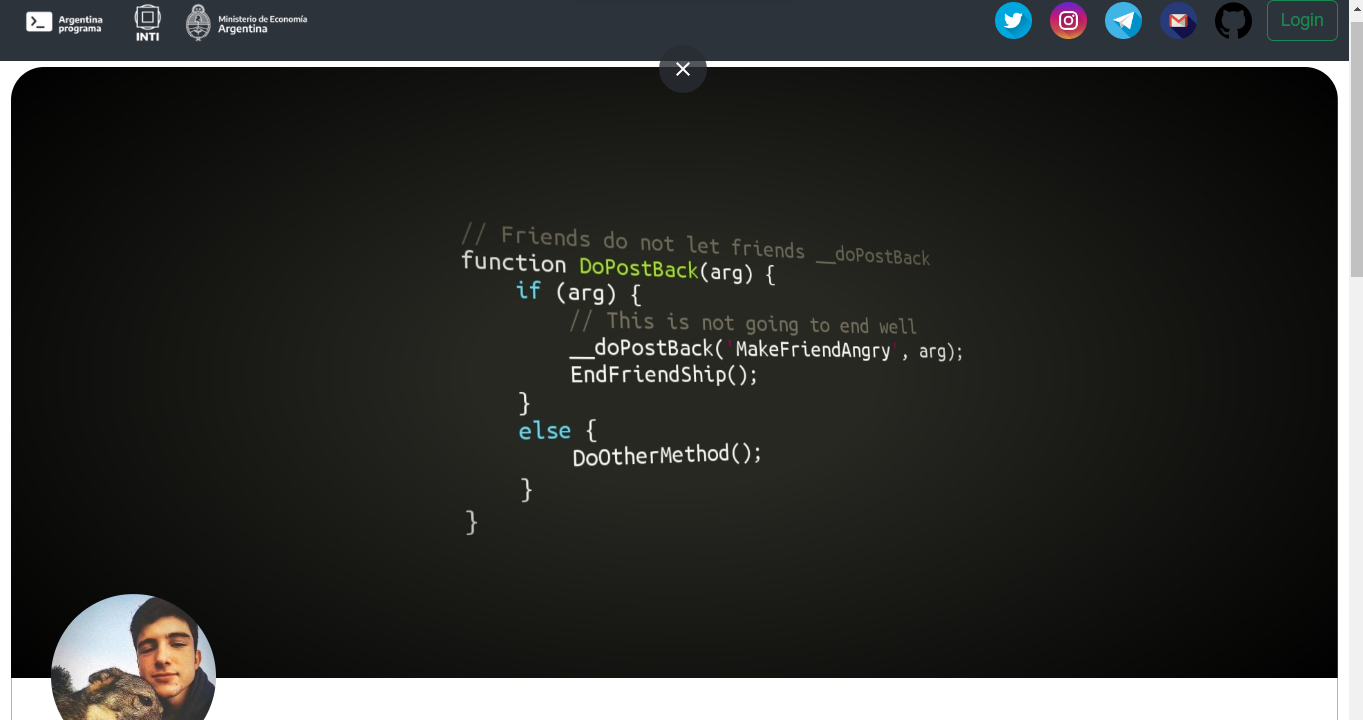 Argentina
programa
INTI
Ministerio de Economía
Argentina
Login
// Friends do not let friends __doPostBack
function DoPostBack(arg) {
if (arg) {
// This is not going to end well
__doPostBack('MakeFriendAngry', arg);
EndFriendShip();
}
else {
DoOtherMethod();
}
}